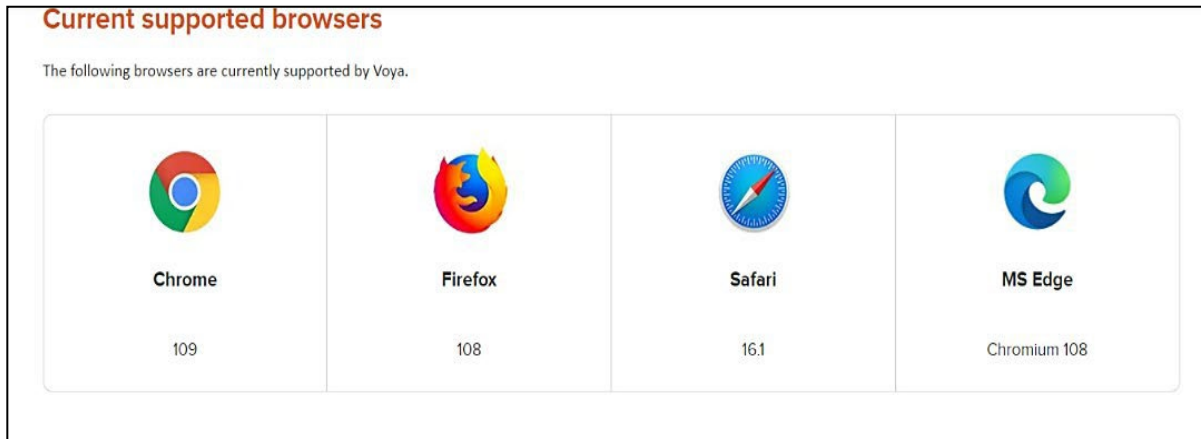 Current supported browsers
The following browsers are currently supported by Voya.
Chrome
Firefox
Safari
MS Edge
109
108
16.1
Chromium 108